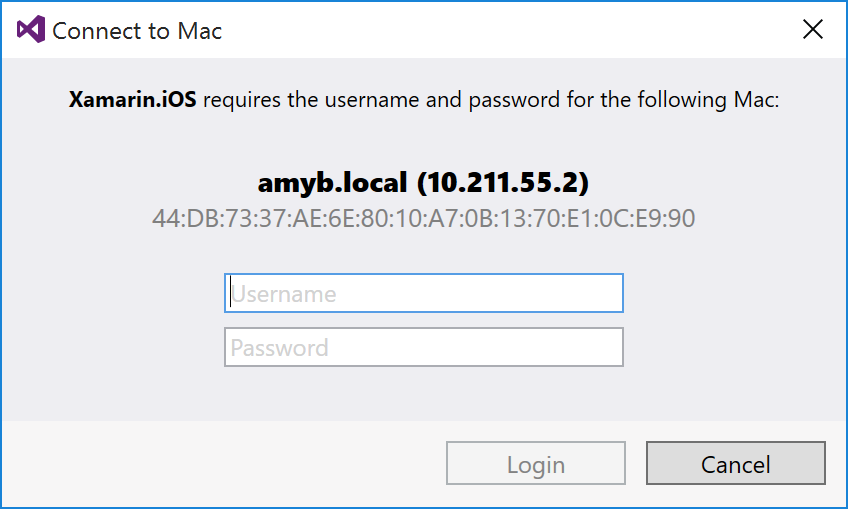 Connect to Mac
Xamarin.iOS requires the username and password for the following Mac:
amyb.local (10.211.55.2)
44:DB:73:37:AE:6E:80:10:A7:0B:13:70:E1:0C:E9:90
Username
Password
Login Cancel